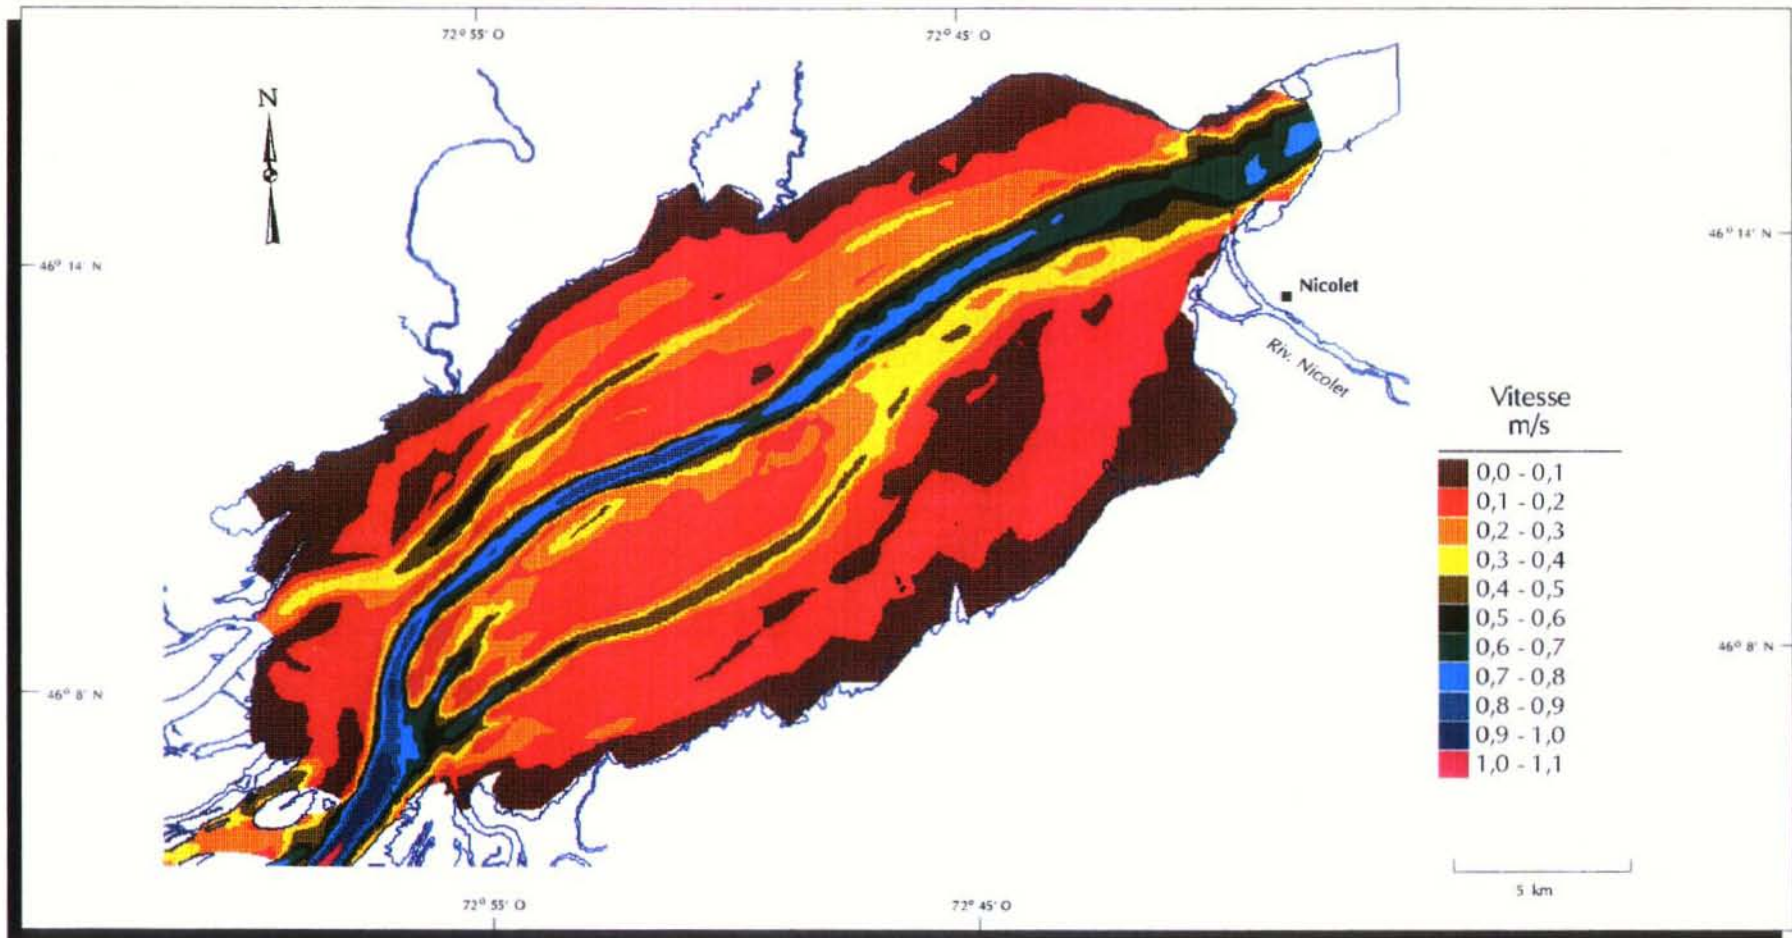 72° 55' O
72° 45' O
N
46° 14' N
46° 14' N
Nicolet
Riv. Nicolet
Vitesse
m/s
0,0 - 0,1
0,1 - 0,2
0,2 - 0,3
0,3 - 0,4
0,4 - 0,5
0,5 - 0,6
0,6 - 0,7
0,7 - 0,8
0,8 - 0,9
0,9 - 1,0
1,0 - 1,1
46° 8' N
46° 8' N
5 km
72° 55' O
72° 45' O